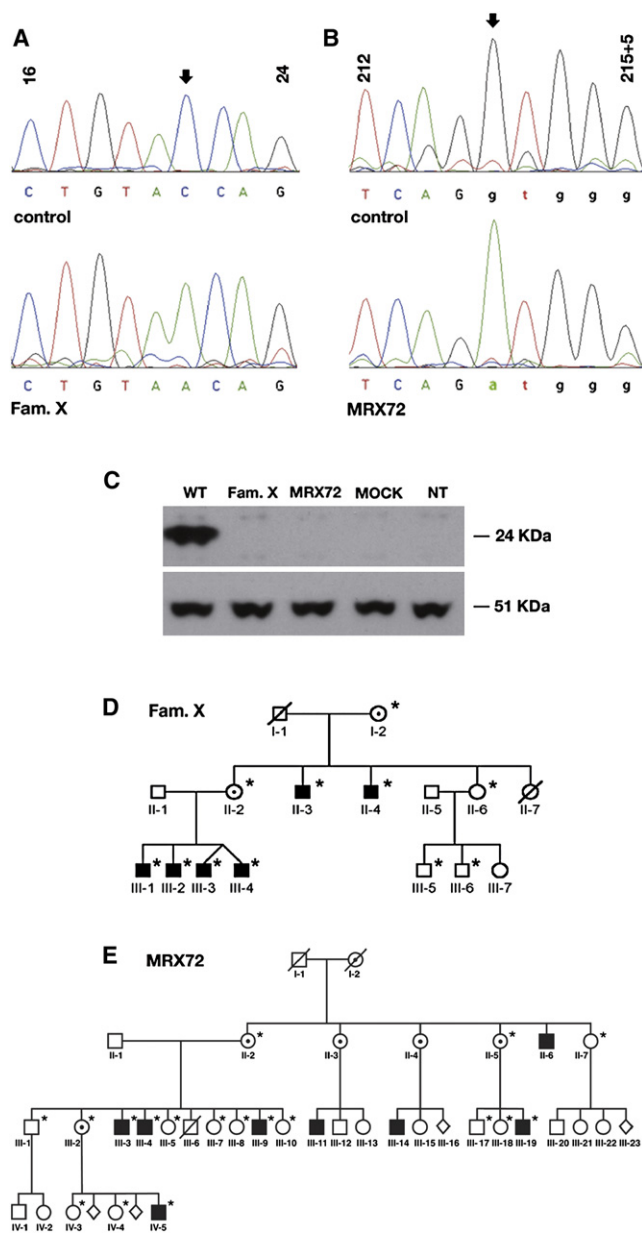 A
B
16
24
212
215+5
C T G T A C C A G
T C A G g t g g g
control
control
C T G T A A C A G
T C A G a t g g g
Fam. X
MRX72
C
WT Fam. X MRX72 MOCK NT
24 KDa
51 KDa
D Fam. X
I-1 I-2 *
II-1 II-2 * II-3 * II-4 * II-5 II-6 * II-7
III-1 * III-2 * III-3 * III-4 * III-5 * III-6 * III-7
E MRX72
I-1 I-2
II-1 II-2 * II-3 II-4 II-5 * II-6 II-7 *
III-1 * III-2 * III-3 * III-4 * III-5 * III-6 III-7 * III-8 * III-9 * III-10 * III-11 III-12 III-13 III-14 III-15 III-16 III-17 * III-18 * III-19 * III-20 III-21 III-22 III-23
IV-1 IV-2 IV-3 * IV-4 * IV-5 *